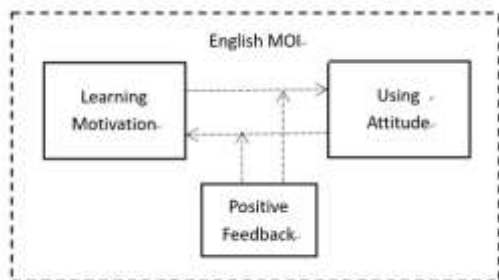 English MOI
Learning
Motivation
Using
Attitude
Positive
Feedback